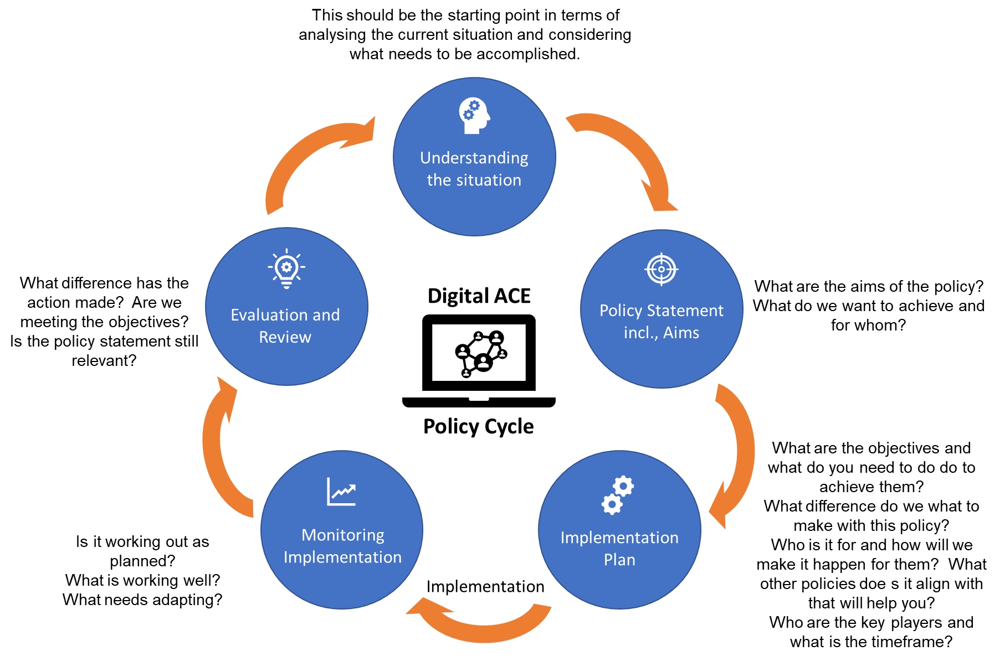 This should be the starting point in terms of
analysing the current situation and considering
what needs to be accomplished.
Understanding
the situation
Policy Statement
incl., Aims
What are the aims of the policy?
What do we want to achieve and
for whom?
Implementation
Plan
What are the objectives and
what do you need to do do to
achieve them?
What difference do we what to
make with this policy?
Who is it for and how will we
make it happen for them? What
other policies doe s it align with
that will help you?
Who are the key players and
what is the timeframe?
Implementation
Monitoring
Implementation
Is it working out as
planned?
What is working well?
What needs adapting?
Evaluation and
Review
What difference has the
action made? Are we
meeting the objectives?
Is the policy statement still
relevant?
Digital ACE
Policy Cycle